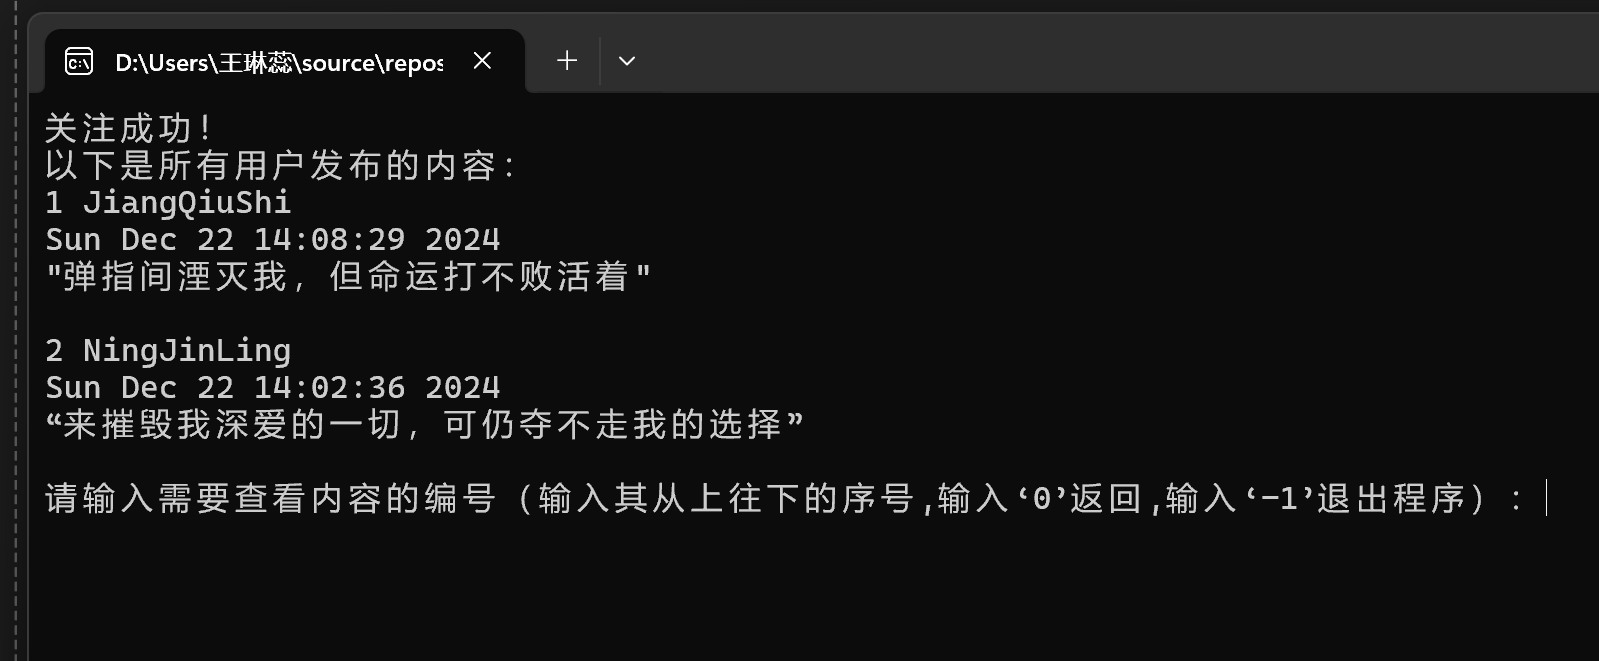 D:\Users\王琳蕊\source\repos
关注成功！
以下是所有用户发布的内容：
1 JiangQiuShi
Sun Dec 22 14:08:29 2024
"弹指间湮灭我，但命运打不败活着"
2 NingJinLing
Sun Dec 22 14:02:36 2024
“来摧毁我深爱的一切，可仍夺不走我的选择”
请输入需要查看内容的编号（输入其从上往下的序号,输入‘0’返回,输入‘-1’退出程序）：